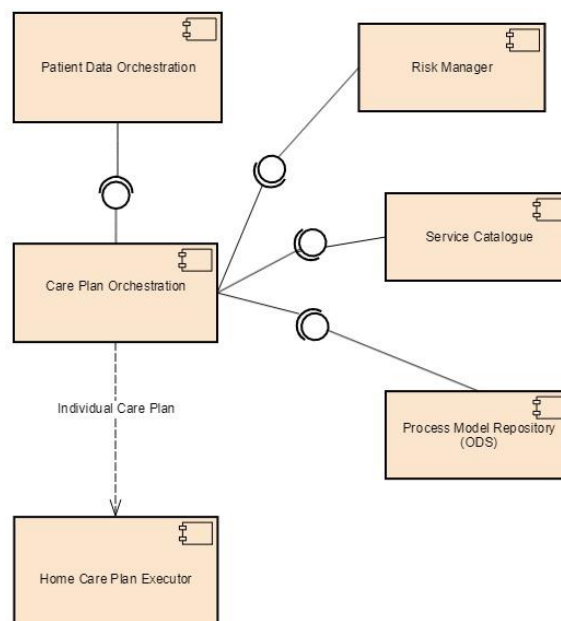 Patient Data Orchestration
Risk Manager
Service Catalogue
Care Plan Orchestration
Individual Care Plan
Process Model Repository
(ODS)
Home Care Plan Executor